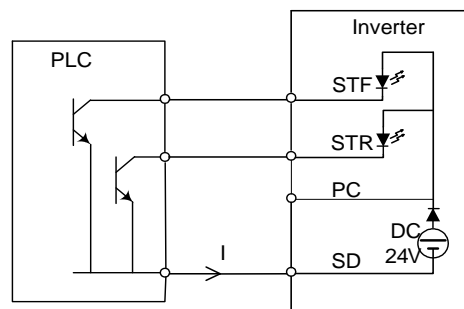 Inverter
PLC
STF
STR
PC
I
DC
24V
SD